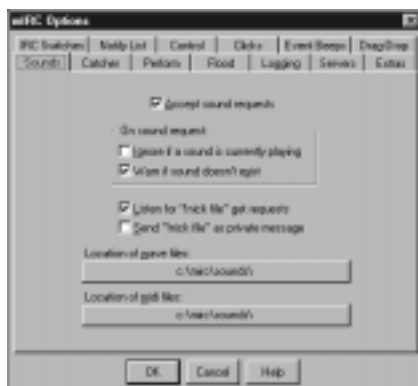 mIRC Options
IRC Switches Notify List Control Clicks Event Beeps Drag/Drop
Sounds Catcher Perform Flood Logging Servers Extras
Accept sound requests
On sound request:
Ignore if a sound is currently playing
Warn if sound doesn't exist
Listen for "!nick file" get requests
Send "!nick file" as private message
Location of wave files:
c:\mirc\sounds\
Location of midi files:
c:\mirc\sounds\
OK Cancel Help